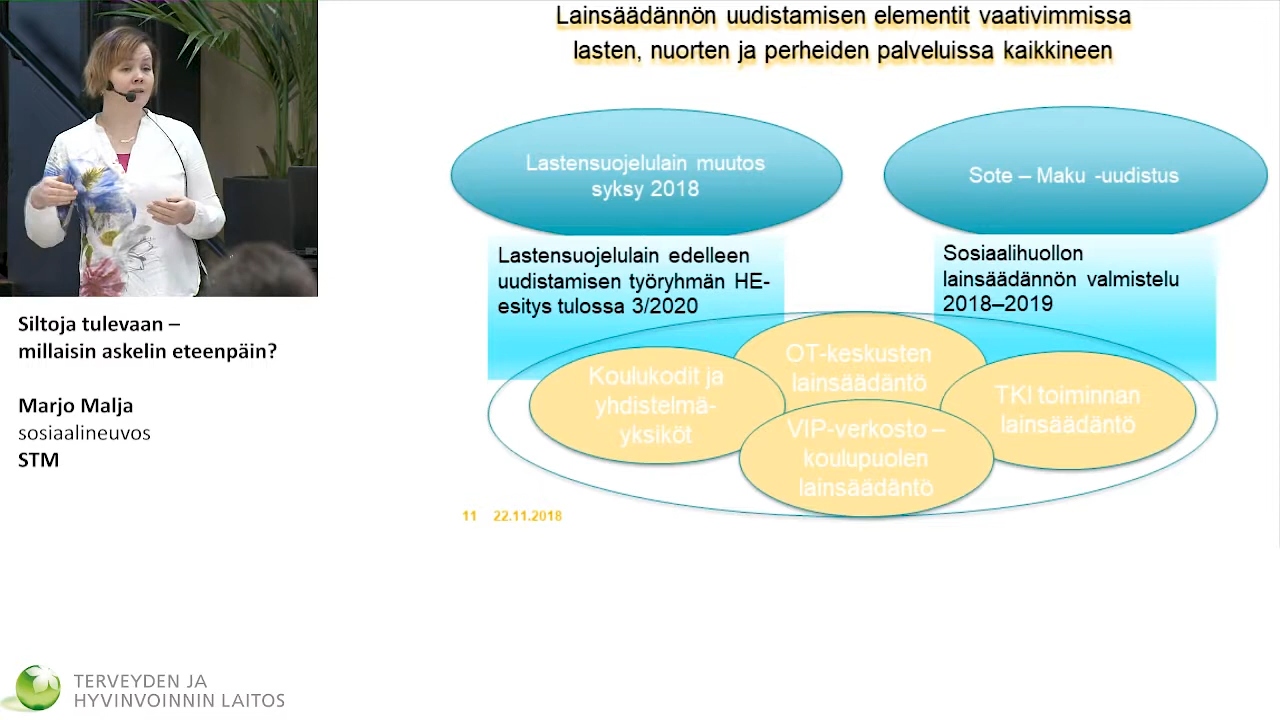 Lainsäädännön uudistamisen elementit vaativimmissa
lasten, nuorten ja perheiden palveluissa kaikkineen
Lastensuojelulain muutos
syksy 2018
Sote – Maku -uudistus
Lastensuojelulain edelleen
uudistamisen työryhmän HE-
esitys tulossa 3/2020
Sosiaalihuollon
lainsäädännön valmistelu
2018–2019
OT-keskusten
lainsäädäntö
Koulukodit ja
yhdistelmä-
yksiköt
TKI toiminnan
lainsäädäntö
VIP-verkosto –
koulupuolen
lainsäädäntö
11 22.11.2018
Siltoja tulevaan –
millaisin askelin eteenpäin?
Marjo Malja
sosiaalineuvos
STM
TERVEYDEN JA
HYVINVOINNIN LAITOS